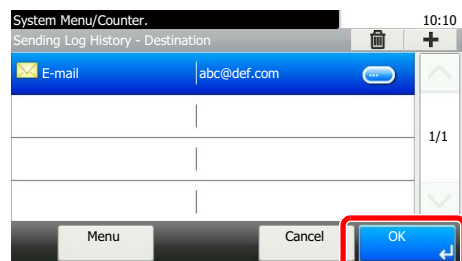 System Menu/Counter. 10:10
Sending Log History - Destination
E-mail abc@def.com
1/1
Menu Cancel OK